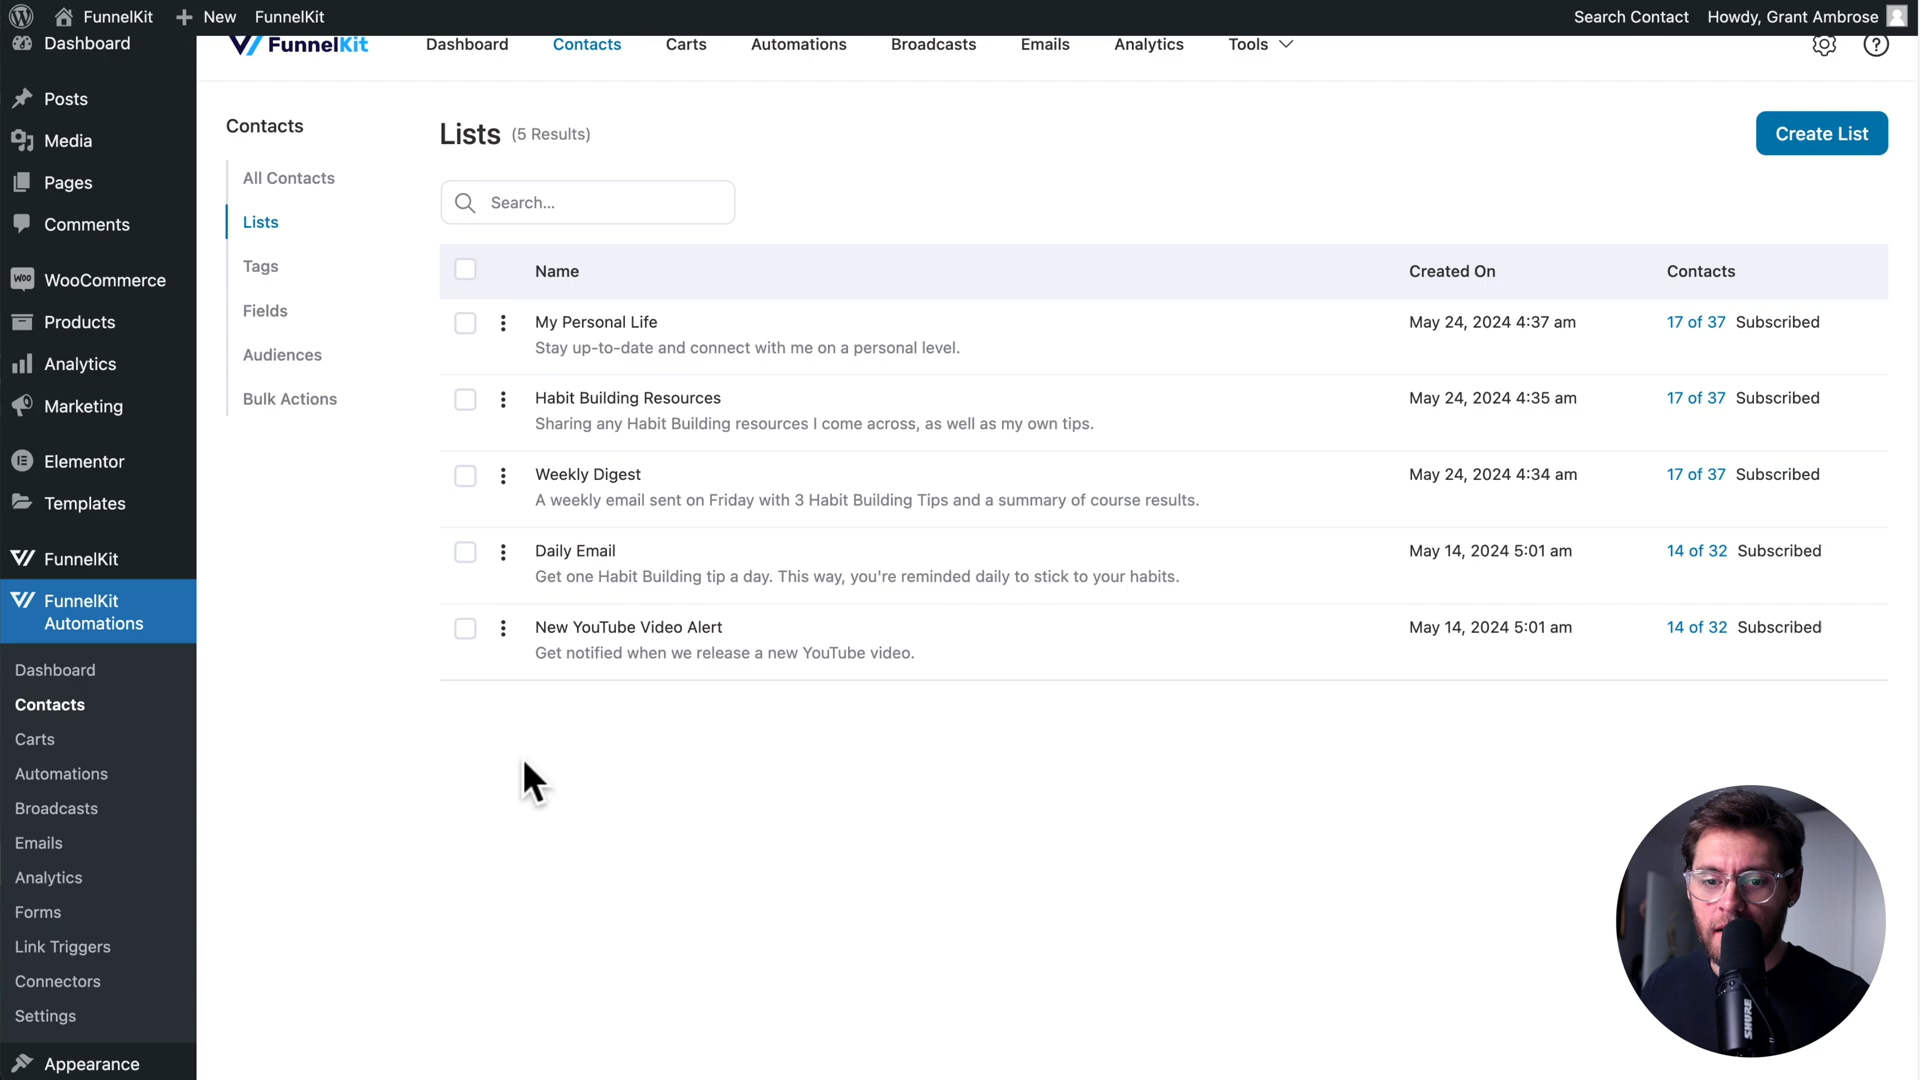 FunnelKit
New
FunnelKit
Search Contact
Howdy, Grant Ambrose
Dashboard
Posts
Media
Pages
Comments
WooCommerce
Products
Analytics
Marketing
Elementor
Templates
FunnelKit
FunnelKit
Automations
Dashboard
Contacts
Carts
Automations
Broadcasts
Emails
Analytics
Forms
Link Triggers
Connectors
Settings
Appearance
FunnelKit
Dashboard
Contacts
Carts
Automations
Broadcasts
Emails
Analytics
Tools
Contacts
All Contacts
Lists
Tags
Fields
Audiences
Bulk Actions
Lists (5 Results)
Create List
Search...
Name Created On Contacts
My Personal Life May 24, 2024 4:37 am 17 of 37 Subscribed
Stay up-to-date and connect with me on a personal level.
Habit Building Resources May 24, 2024 4:35 am 17 of 37 Subscribed
Sharing any Habit Building resources I come across, as well as my own tips.
Weekly Digest May 24, 2024 4:34 am 17 of 37 Subscribed
A weekly email sent on Friday with 3 Habit Building Tips and a summary of course results.
Daily Email May 14, 2024 5:01 am 14 of 32 Subscribed
Get one Habit Building tip a day. This way, you're reminded daily to stick to your habits.
New YouTube Video Alert May 14, 2024 5:01 am 14 of 32 Subscribed
Get notified when we release a new YouTube video.
SHURE